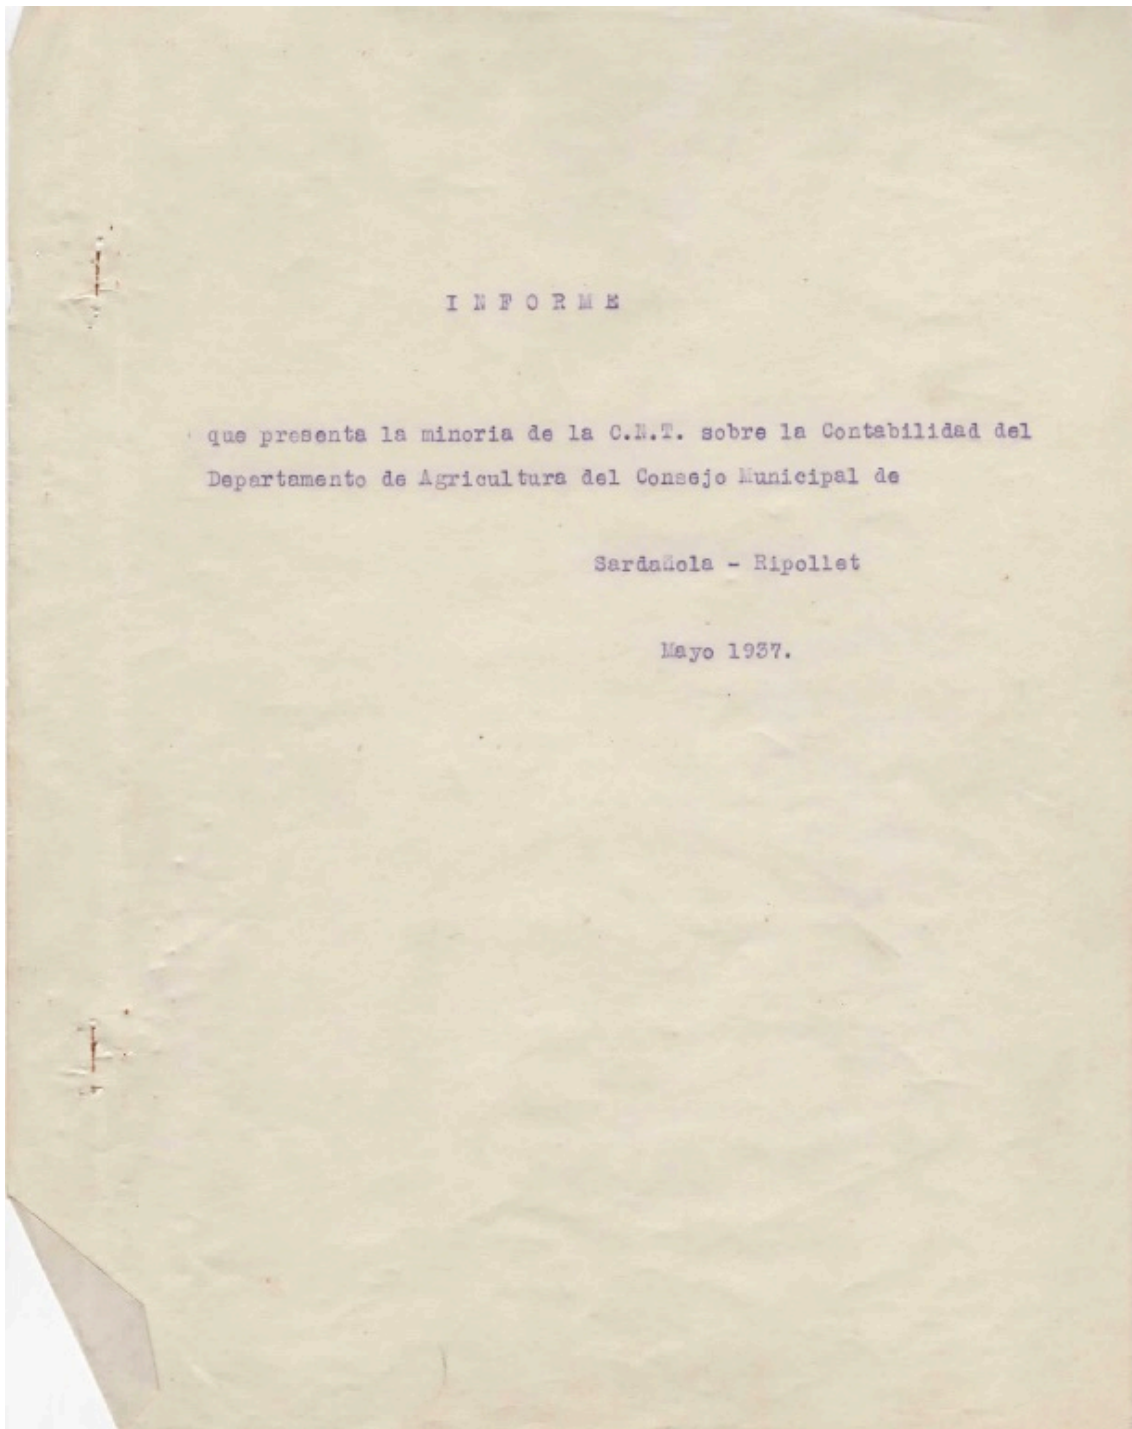 I N F O R M E
que presenta la minoria de la C.N.T. sobre la Contabilidad del
Departamento de Agricultura del Consejo Municipal de
Sardañola - Ripollet
Mayo 1937.